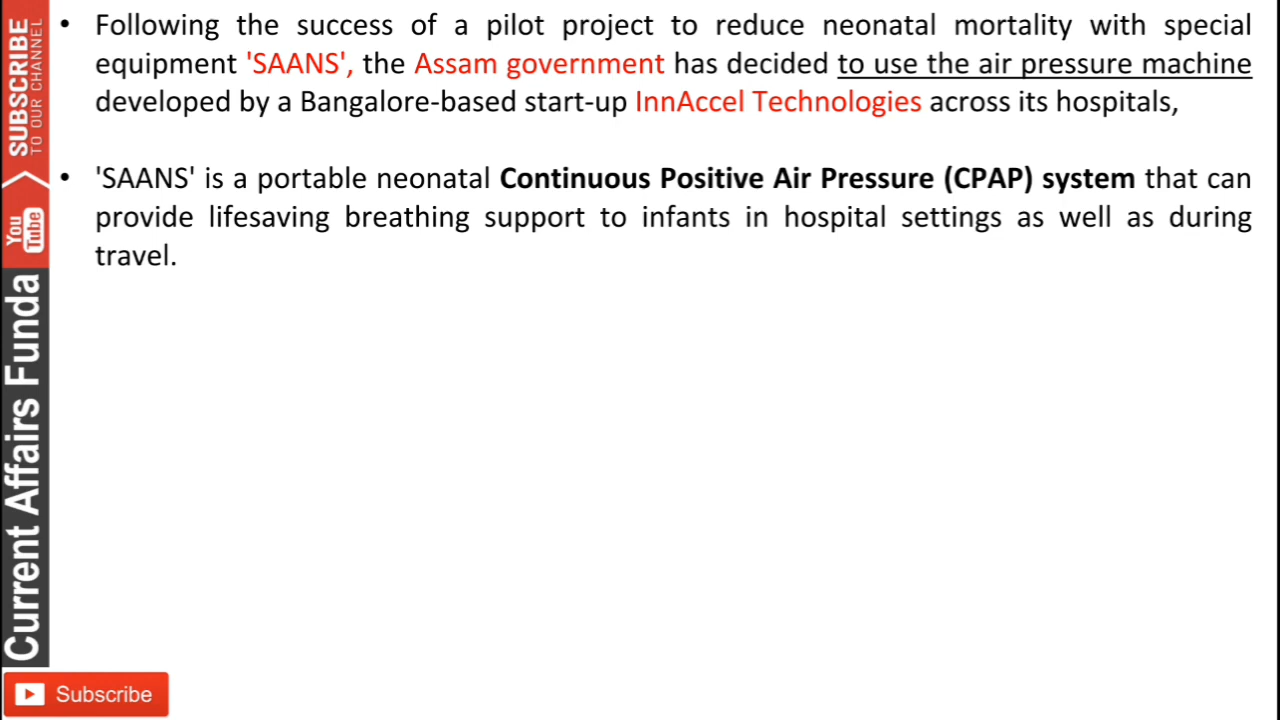 • Following the success of a pilot project to reduce neonatal mortality with special
equipment 'SAANS', the Assam government has decided to use the air pressure machine
developed by a Bangalore-based start-up InnAccel Technologies across its hospitals,
• 'SAANS' is a portable neonatal Continuous Positive Air Pressure (CPAP) system that can
provide lifesaving breathing support to infants in hospital settings as well as during
travel.
SUBSCRIBE
TO OUR CHANNEL
You
Tube
Current Affairs Funda
Subscribe